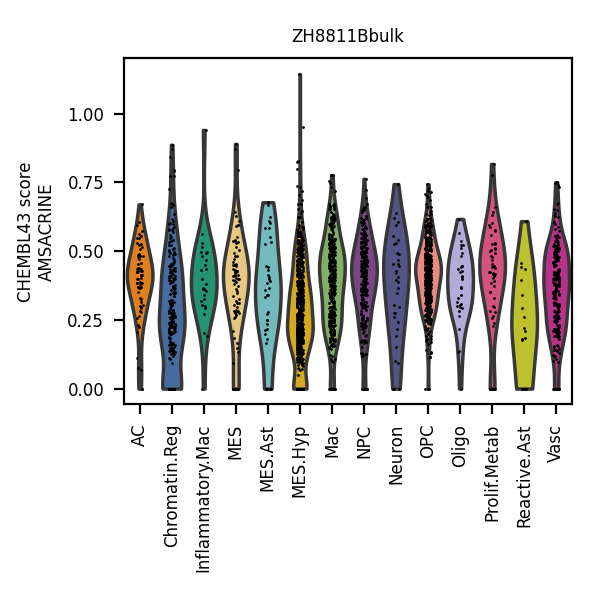 ZH8811Bbulk
CHEMBL43 score
AMSACRINE
1.00
0.75
0.50
0.25
0.00
AC
Chromatin.Reg
Inflammatory.Mac
MES
MES.Ast
MES.Hyp
Mac
NPC
Neuron
OPC
Oligo
Prolif.Metab
Reactive.Ast
Vasc